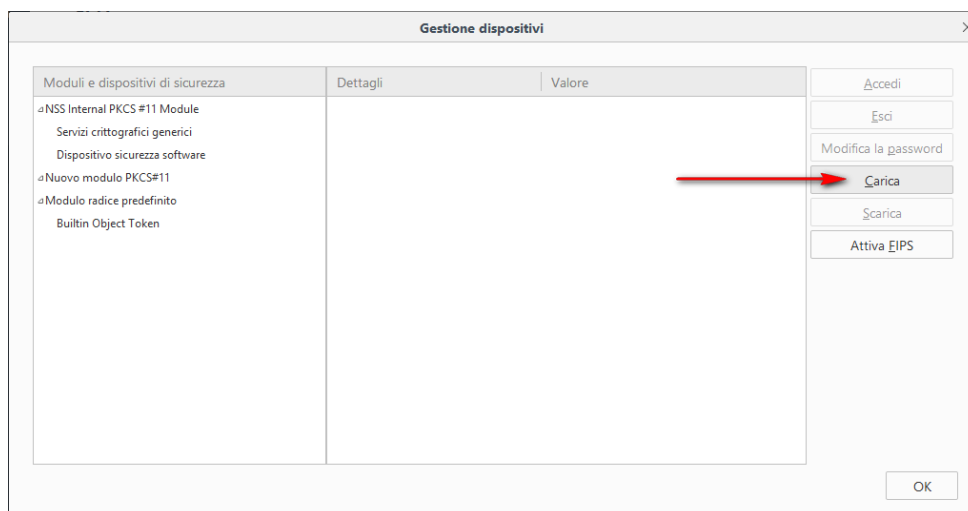 Gestione dispositivi
Moduli e dispositivi di sicurezza
Dettagli
Valore
NSS Internal PKCS #11 Module
Servizi crittografici generici
Dispositivo sicurezza software
Nuovo modulo PKCS#11
Modulo radice predefinito
Builtin Object Token
Accedi
Esci
Modifica la password
Carica
Scarica
Attiva FIPS
OK